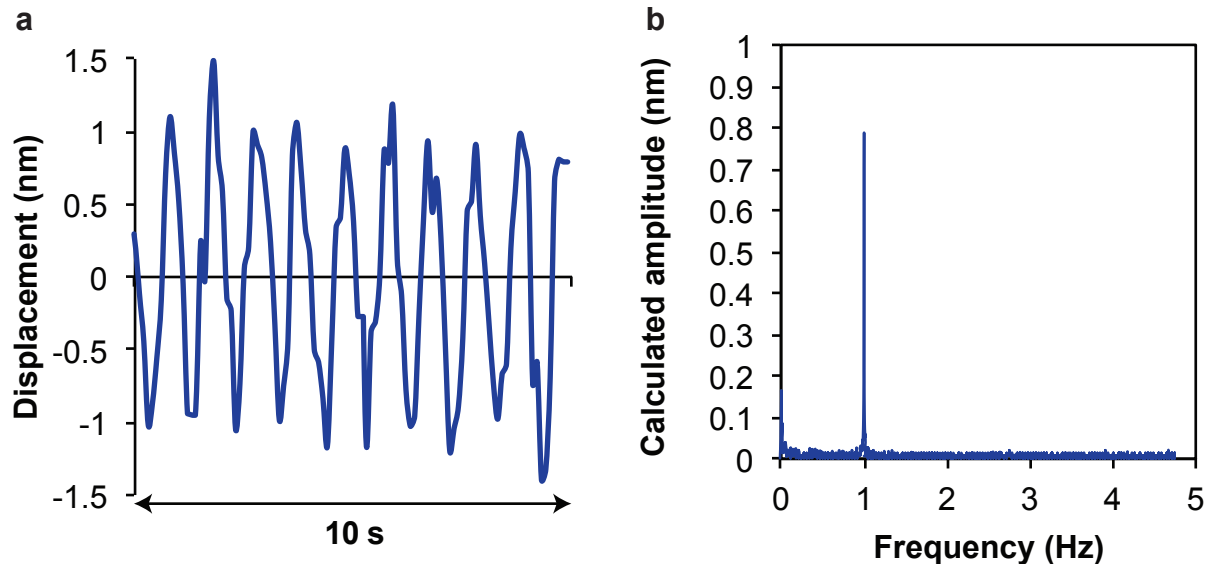 a
Displacement (nm)
1.5
1
0.5
0
-0.5
-1
-1.5
10 s
b
Calculated amplitude (nm)
1
0.9
0.8
0.7
0.6
0.5
0.4
0.3
0.2
0.1
0
0 1 2 3 4 5
Frequency (Hz)